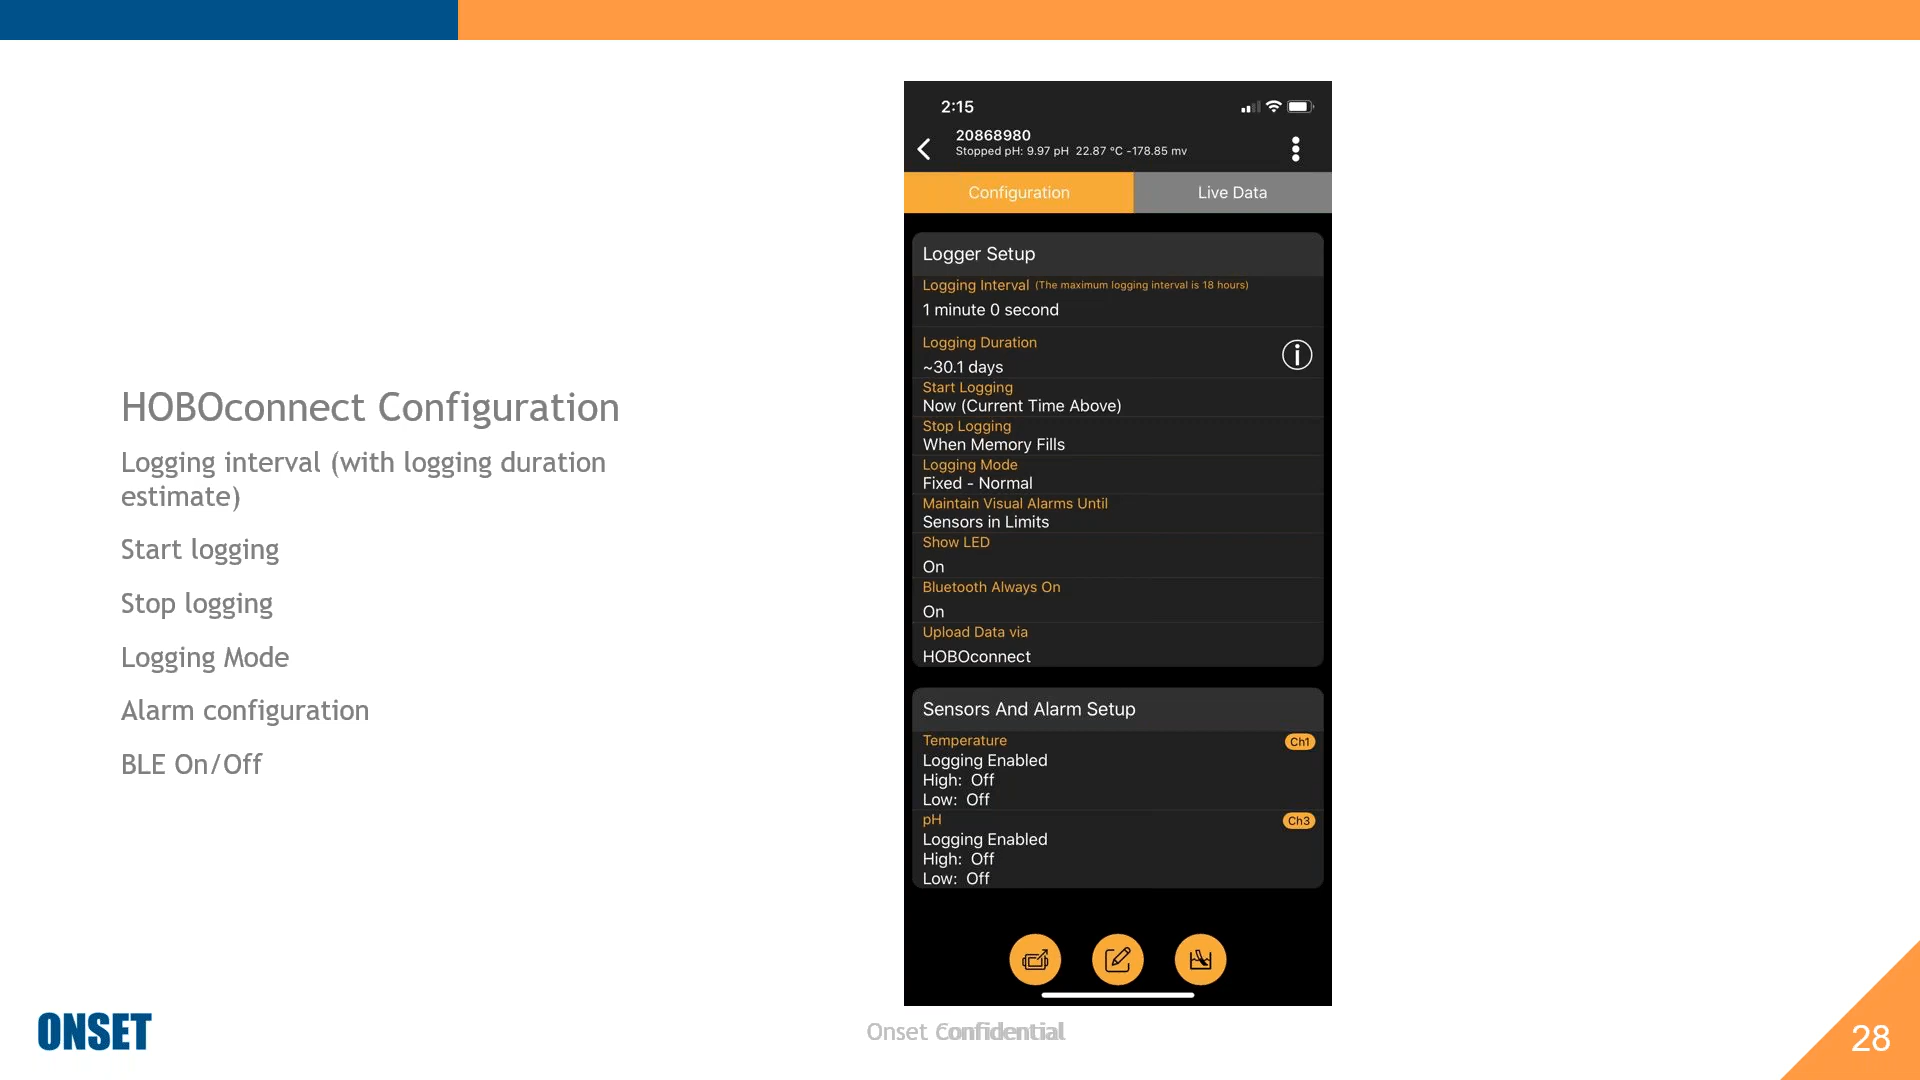 HOBOconnect Configuration
Logging interval (with logging duration
estimate)
Start logging
Stop logging
Logging Mode
Alarm configuration
BLE On/Off
2:15
20868980
Stopped pH: 9.97 pH 22.87 °C -178.85 mv
Configuration
Live Data
Logger Setup
Logging Interval (The maximum logging interval is 18 hours)
1 minute 0 second
Logging Duration
~30.1 days
Start Logging
Now (Current Time Above)
Stop Logging
When Memory Fills
Logging Mode
Fixed - Normal
Maintain Visual Alarms Until
Sensors in Limits
Show LED
On
Bluetooth Always On
On
Upload Data via
HOBOconnect
Sensors And Alarm Setup
Temperature Ch1
Logging Enabled
High: Off
Low: Off
pH Ch3
Logging Enabled
High: Off
Low: Off
ONSET
Onset Confidential
28